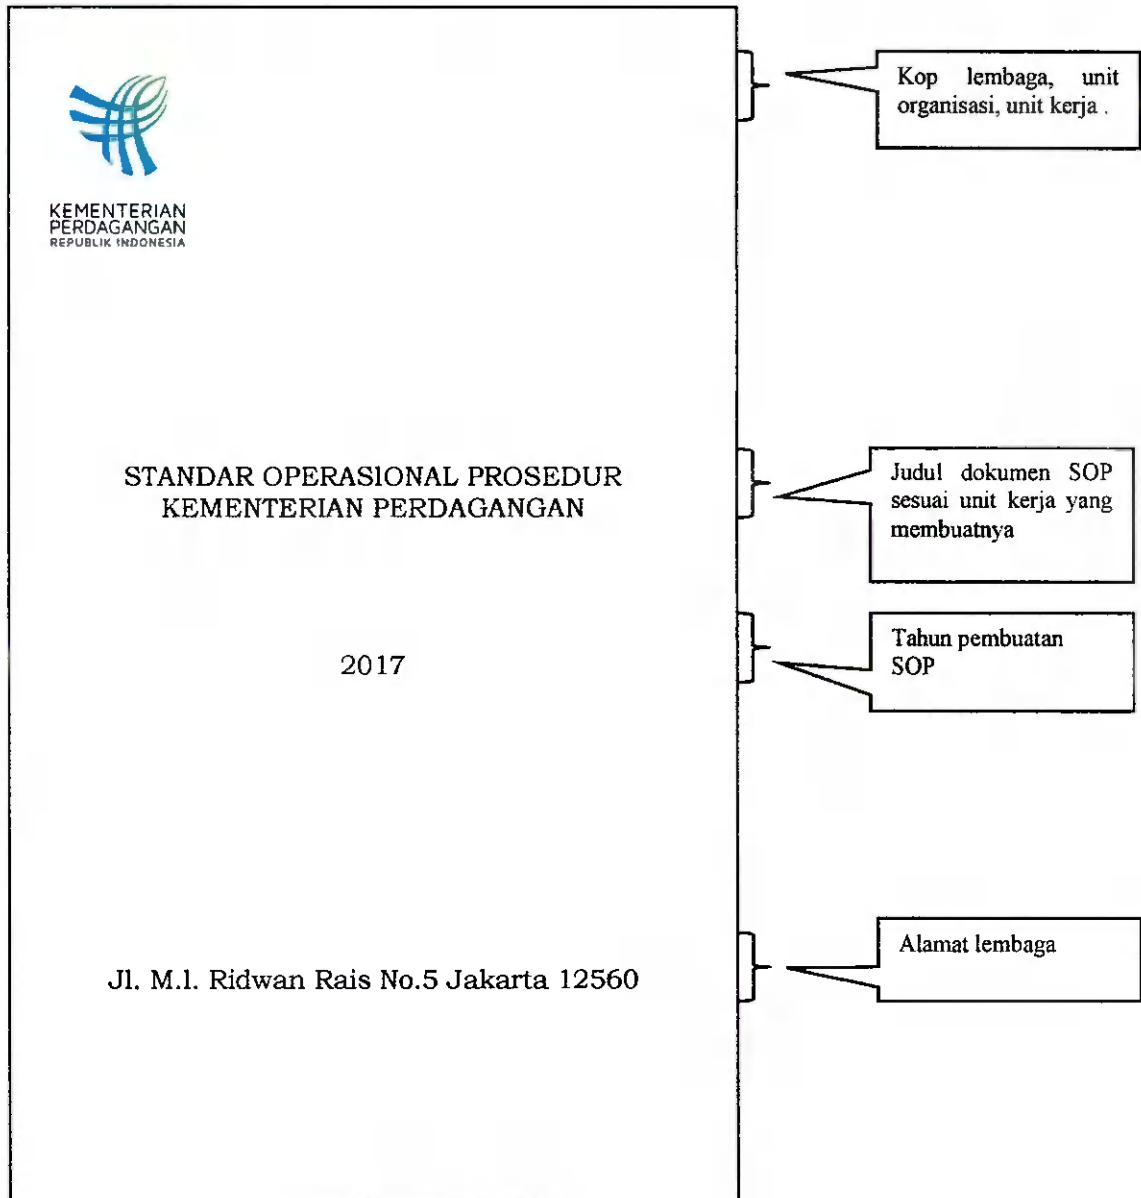 KEMENTERIAN
PERDAGANGAN
REPUBLIK INDONESIA
Kop lembaga, unit
organisasi, unit kerja .
STANDAR OPERASIONAL PROSEDUR
KEMENTERIAN PERDAGANGAN
Judul dokumen SOP
sesuai unit kerja yang
membuatnya
2017
Tahun pembuatan
SOP
Jl. M.l. Ridwan Rais No.5 Jakarta 12560
Alamat lembaga